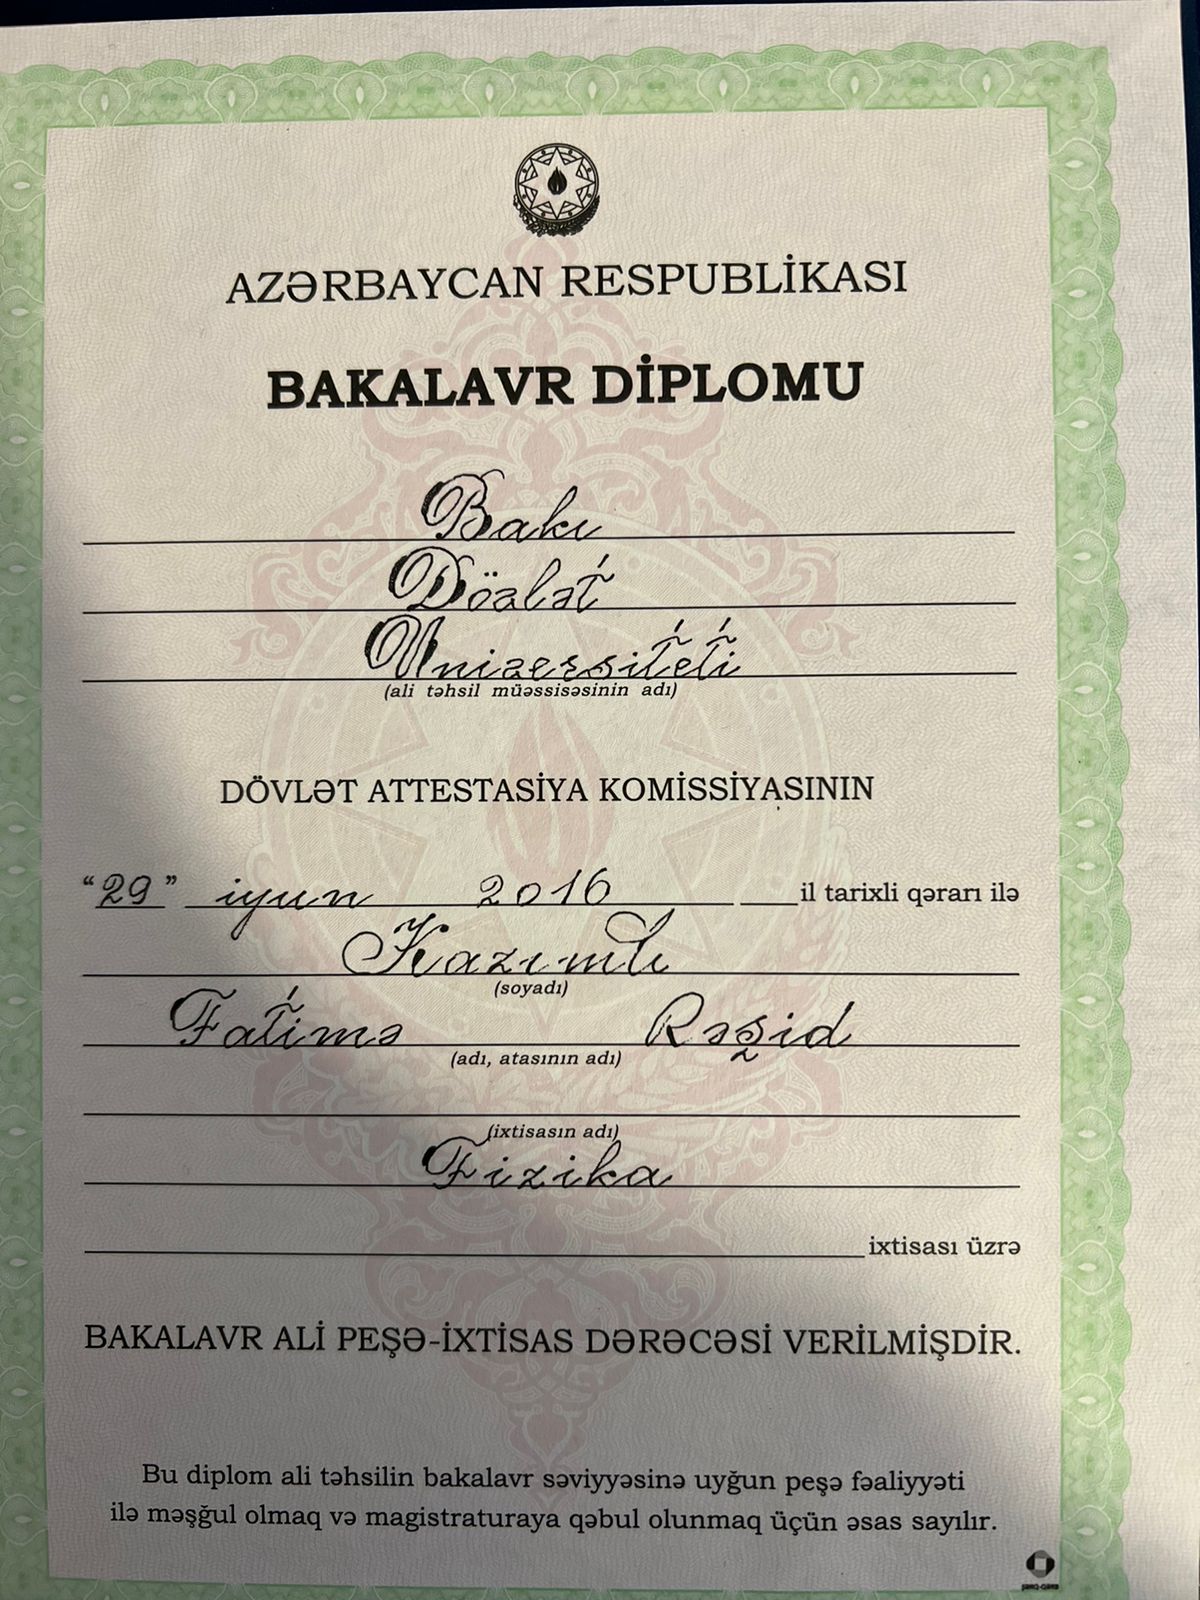 AZƏRBAYCAN RESPUBLİKASI
BAKALAVR DİPLOMU
Bakı
Dövlət
Universiteti
(ali təhsil müəssisəsinin adı)
DÖVLƏT ATTESTASİYA KOMİSSİYASININ
“29” iyun 2016 il tarixli qərarı ilə
Kazımlı
(soyadı)
Fatimə Rəşid
(adı, atasının adı)
(ixtisasın adı)
Fizika
ixtisası üzrə
BAKALAVR ALİ PEŞƏ-İXTİSAS DƏRƏCƏSİ VERİLMİŞDİR.
Bu diplom ali təhsilin bakalavr səviyyəsinə uyğun peşə fəaliyyəti
ilə məşğul olmaq və magistraturaya qəbul olunmaq üçün əsas sayılır.
ŞƏRQ-QƏRB